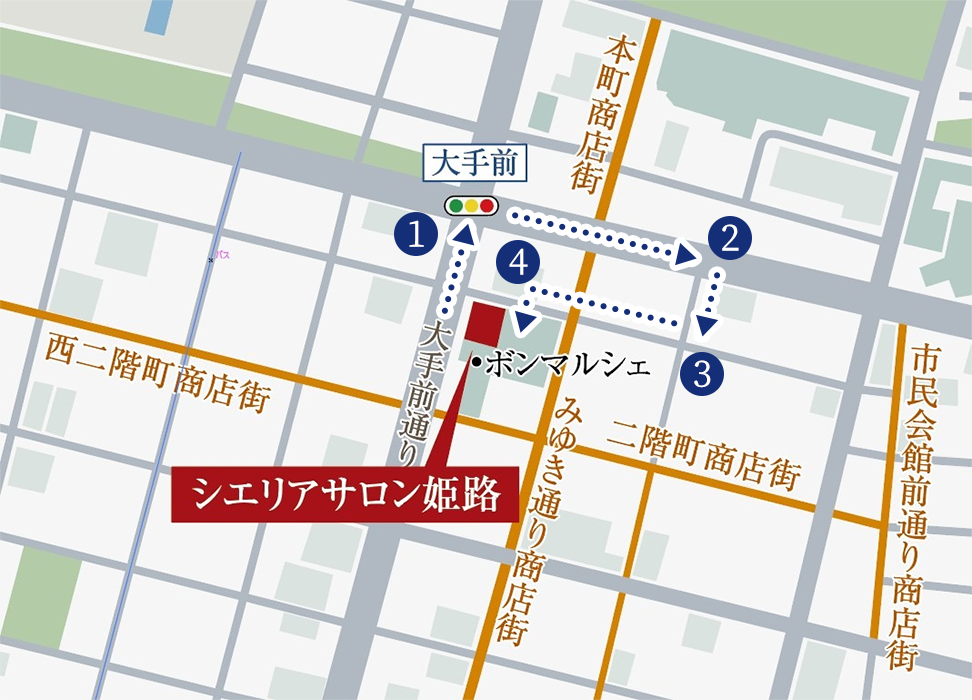 本町商店街
大手前
1
2
4
パス
大手前通り
ボンマルシェ
3
西二階町商店街
みゆき通り商店街
二階町商店街
市民会館前通り商店街
シエリアサロン姫路